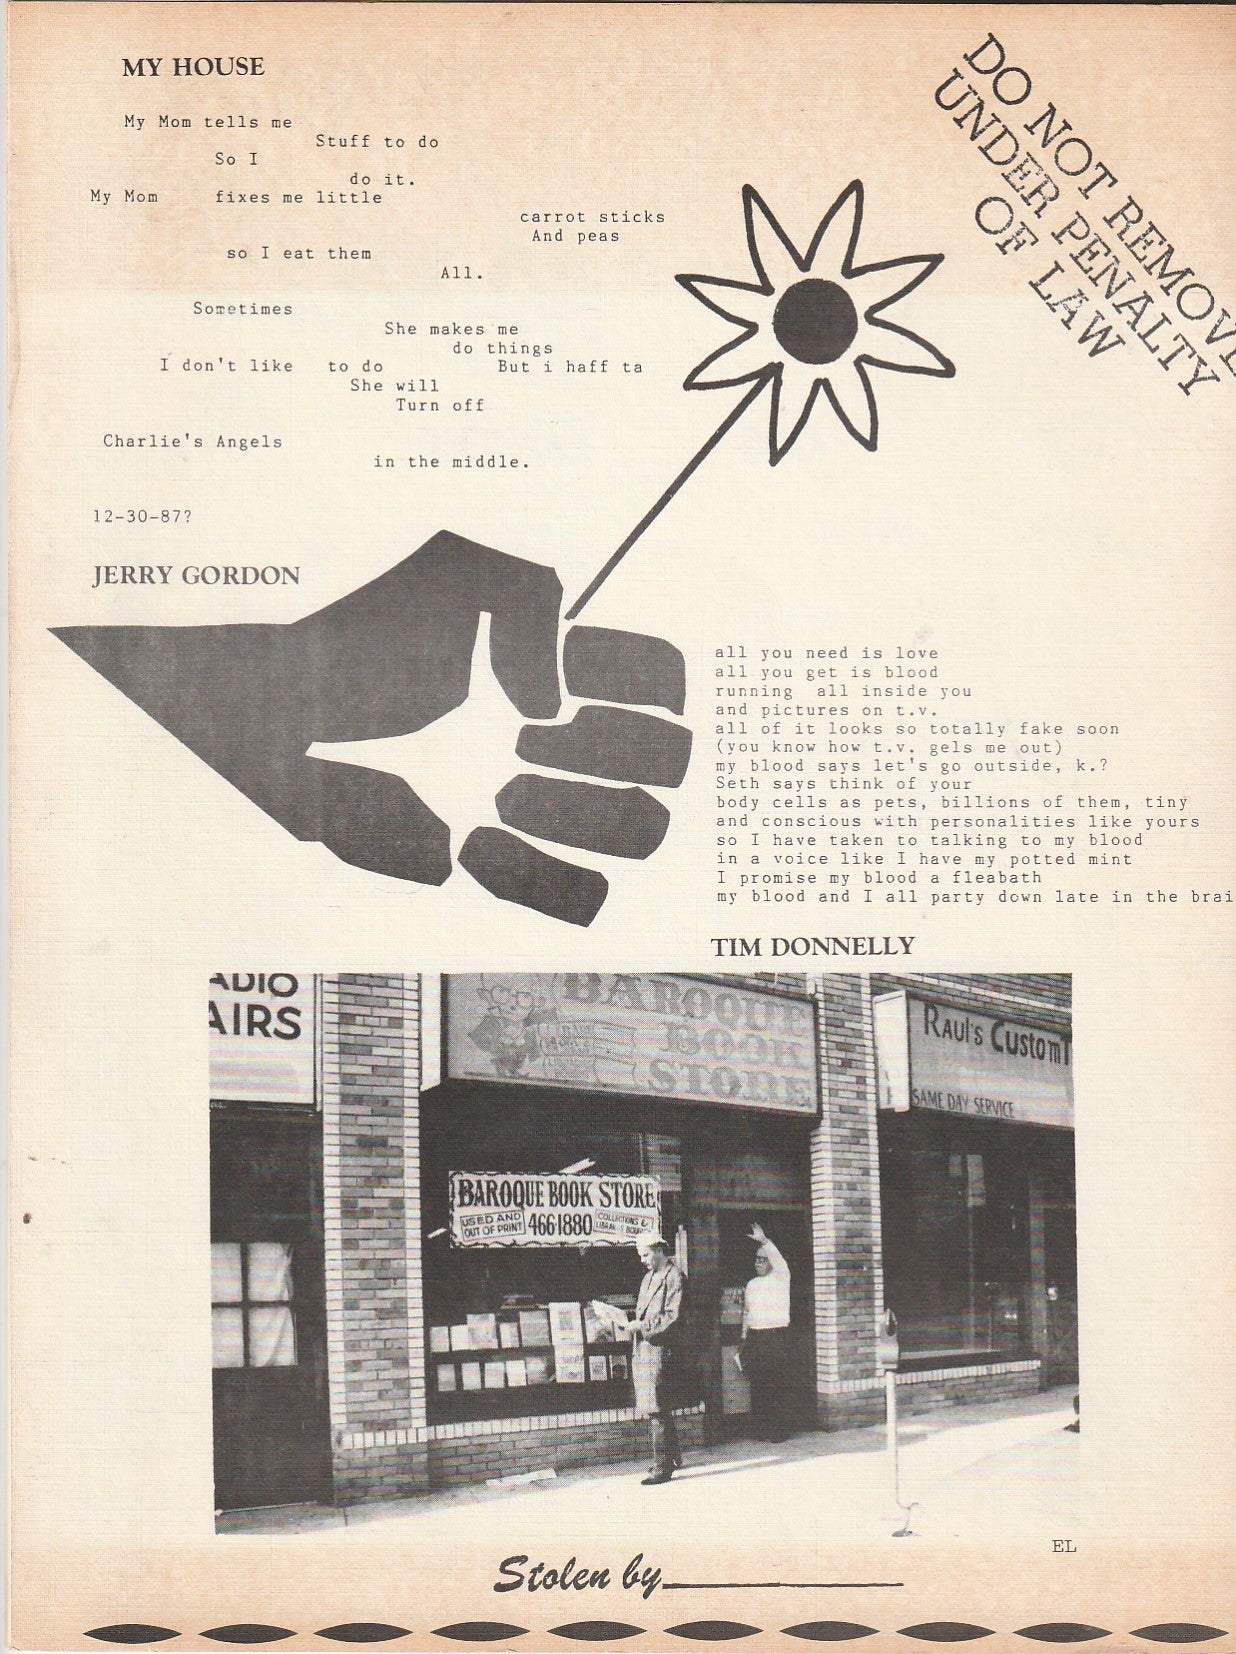 MY HOUSE
My Mom tells me
Stuff to do
So I
do it.
My Mom fixes me little
carrot sticks
And peas
so I eat them
All.
Sometimes
She makes me
do things
I don't like to do But i haff ta
She will
Turn off
Charlie's Angels
in the middle.
12-30-87?
JERRY GORDON
DO NOT REMOVE
UNDER PENALTY
OF LAW
all you need is love
all you get is blood
running all inside you
and pictures on t.v.
all of it looks so totally fake soon
(you know how t.v. gels me out)
my blood says let's go outside, k.?
Seth says think of your
body cells as pets, billions of them, tiny
and conscious with personalities like yours
so I have taken to talking to my blood
in a voice like I have my potted mint
I promise my blood a fleabath
my blood and I all party down late in the brai
TIM DONNELLY
ADIO
AIRS
BAROQUE
BOOK
STORE
RAUL'S CUSTOM T
SAME DAY SERVICE
BAROQUE BOOK STORE
USED AND
OUT OF PRINT
4661880
COLLECTIONS &
EL
Stolen by